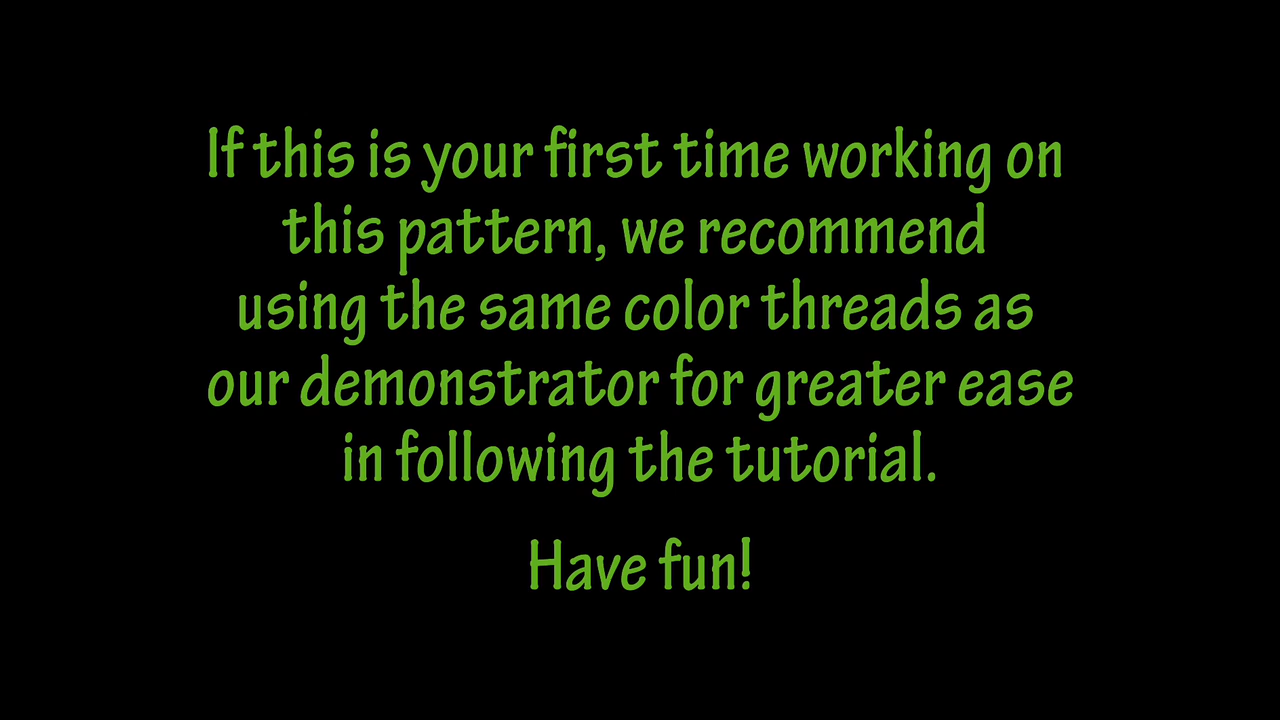 If this is your first time working on
this pattern, we recommend
using the same color threads as
our demonstrator for greater ease
in following the tutorial.
Have fun!